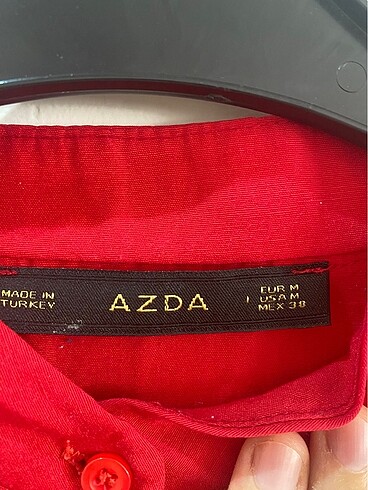 MADE IN
TURKEY
AZDA
EUR M
USA M
MEX 38